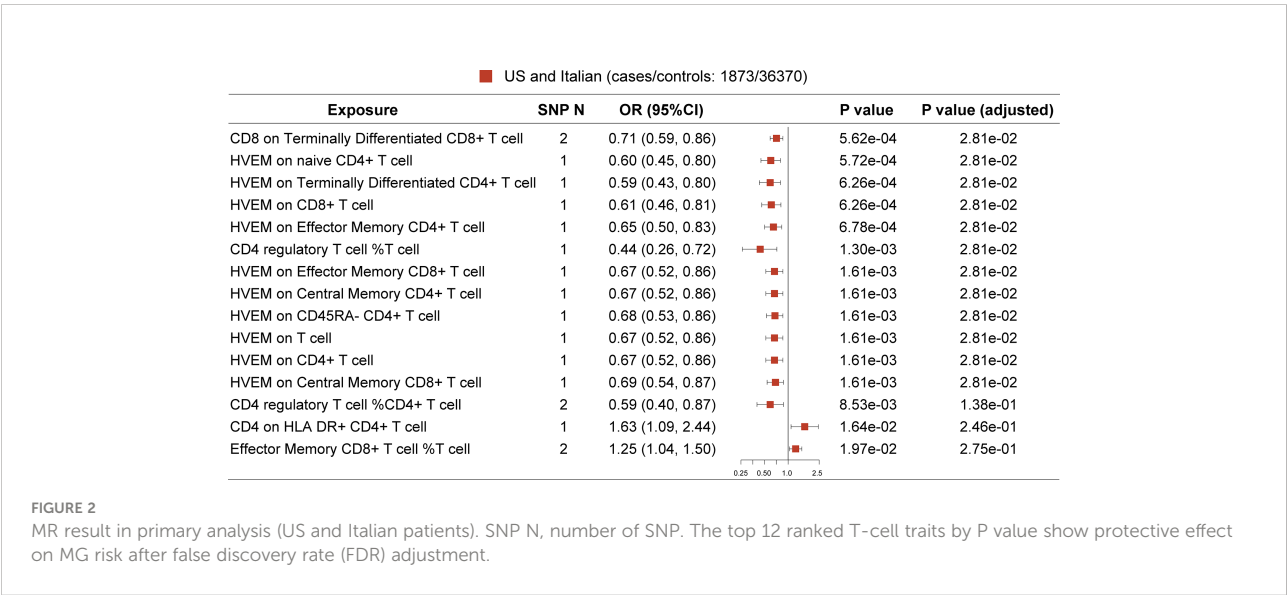 US and Italian (cases/controls: 1873/36370)
Exposure SNP N OR (95%CI) P value P value (adjusted)
CD8 on Terminally Differentiated CD8+ T cell 2 0.71 (0.59, 0.86) 5.62e-04 2.81e-02
HVEM on naive CD4+ T cell 1 0.60 (0.45, 0.80) 5.72e-04 2.81e-02
HVEM on Terminally Differentiated CD4+ T cell 1 0.59 (0.43, 0.80) 6.26e-04 2.81e-02
HVEM on CD8+ T cell 1 0.61 (0.46, 0.81) 6.26e-04 2.81e-02
HVEM on Effector Memory CD4+ T cell 1 0.65 (0.50, 0.83) 6.78e-04 2.81e-02
CD4 regulatory T cell %T cell 1 0.44 (0.26, 0.72) 1.30e-03 2.81e-02
HVEM on Effector Memory CD8+ T cell 1 0.67 (0.52, 0.86) 1.61e-03 2.81e-02
HVEM on Central Memory CD4+ T cell 1 0.67 (0.52, 0.86) 1.61e-03 2.81e-02
HVEM on CD45RA- CD4+ T cell 1 0.68 (0.53, 0.86) 1.61e-03 2.81e-02
HVEM on T cell 1 0.67 (0.52, 0.86) 1.61e-03 2.81e-02
HVEM on CD4+ T cell 1 0.67 (0.52, 0.86) 1.61e-03 2.81e-02
HVEM on Central Memory CD8+ T cell 1 0.69 (0.54, 0.87) 1.61e-03 2.81e-02
CD4 regulatory T cell %CD4+ T cell 2 0.59 (0.40, 0.87) 8.53e-03 1.38e-01
CD4 on HLA DR+ CD4+ T cell 1 1.63 (1.09, 2.44) 1.64e-02 2.46e-01
Effector Memory CD8+ T cell %T cell 2 1.25 (1.04, 1.50) 1.97e-02 2.75e-01
0.25 0.50 1.0 2.5
FIGURE 2
MR result in primary analysis (US and Italian patients). SNP N, number of SNP. The top 12 ranked T-cell traits by P value show protective effect
on MG risk after false discovery rate (FDR) adjustment.